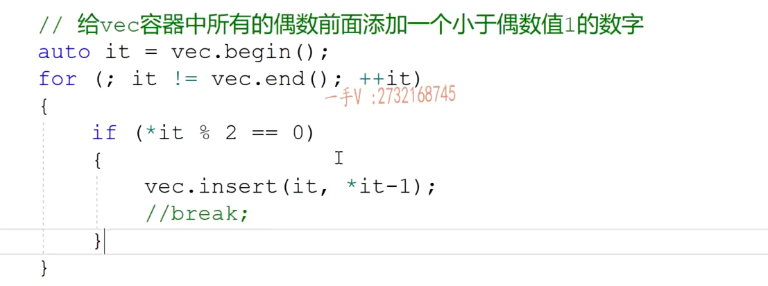 // 给vec容器中所有的偶数前面添加一个小于偶数值1的数字
auto it = vec.begin();
for (; it != vec.end(); ++it)
一手V :2732168745
{
if (*it % 2 == 0)
{
vec.insert(it, *it-1);
//break;
}
}